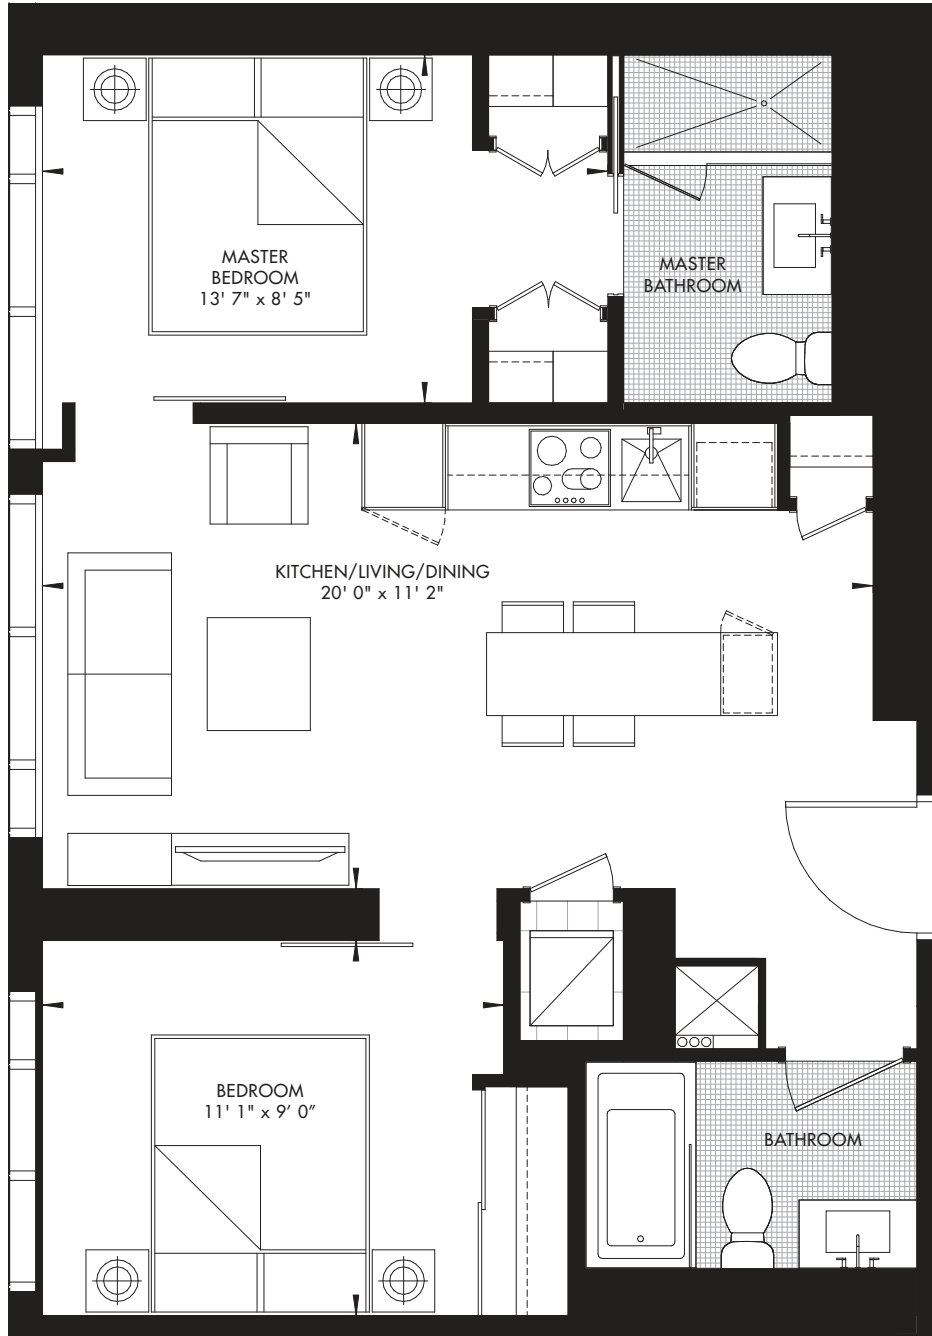 MASTER
BEDROOM
13' 7" x 8' 5"
MASTER
BATHROOM
KITCHEN/LIVING/DINING
20' 0" x 11' 2"
BEDROOM
11' 1" x 9’ 0”
BATHROOM